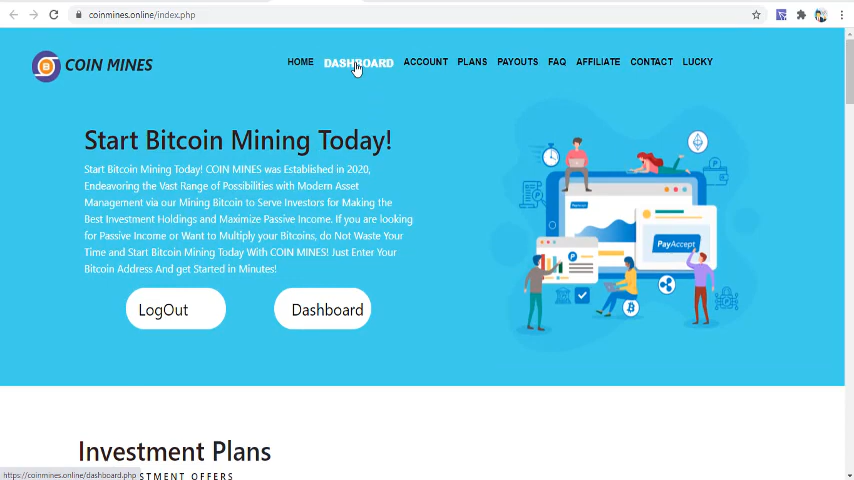 coinmines.online/index.php
COIN MINES
HOME DASHBOARD ACCOUNT PLANS PAYOUTS FAQ AFFILIATE CONTACT LUCKY
Start Bitcoin Mining Today!
Start Bitcoin Mining Today! COIN MINES was Established in 2020,
Endeavoring the Vast Range of Possibilities with Modern Asset
Management via our Mining Bitcoin to Serve Investors for Making the
Best Investment Holdings and Maximize Passive Income. If you are looking
for Passive Income or Want to Multiply your Bitcoins, do Not Waste Your
Time and Start Bitcoin Mining Today With COIN MINES! Just Enter Your
Bitcoin Address And get Started in Minutes!
PayAccept
LogOut Dashboard
Investment Plans
ESTMENT OFFERS
https://coinmines.online/dashboard.php